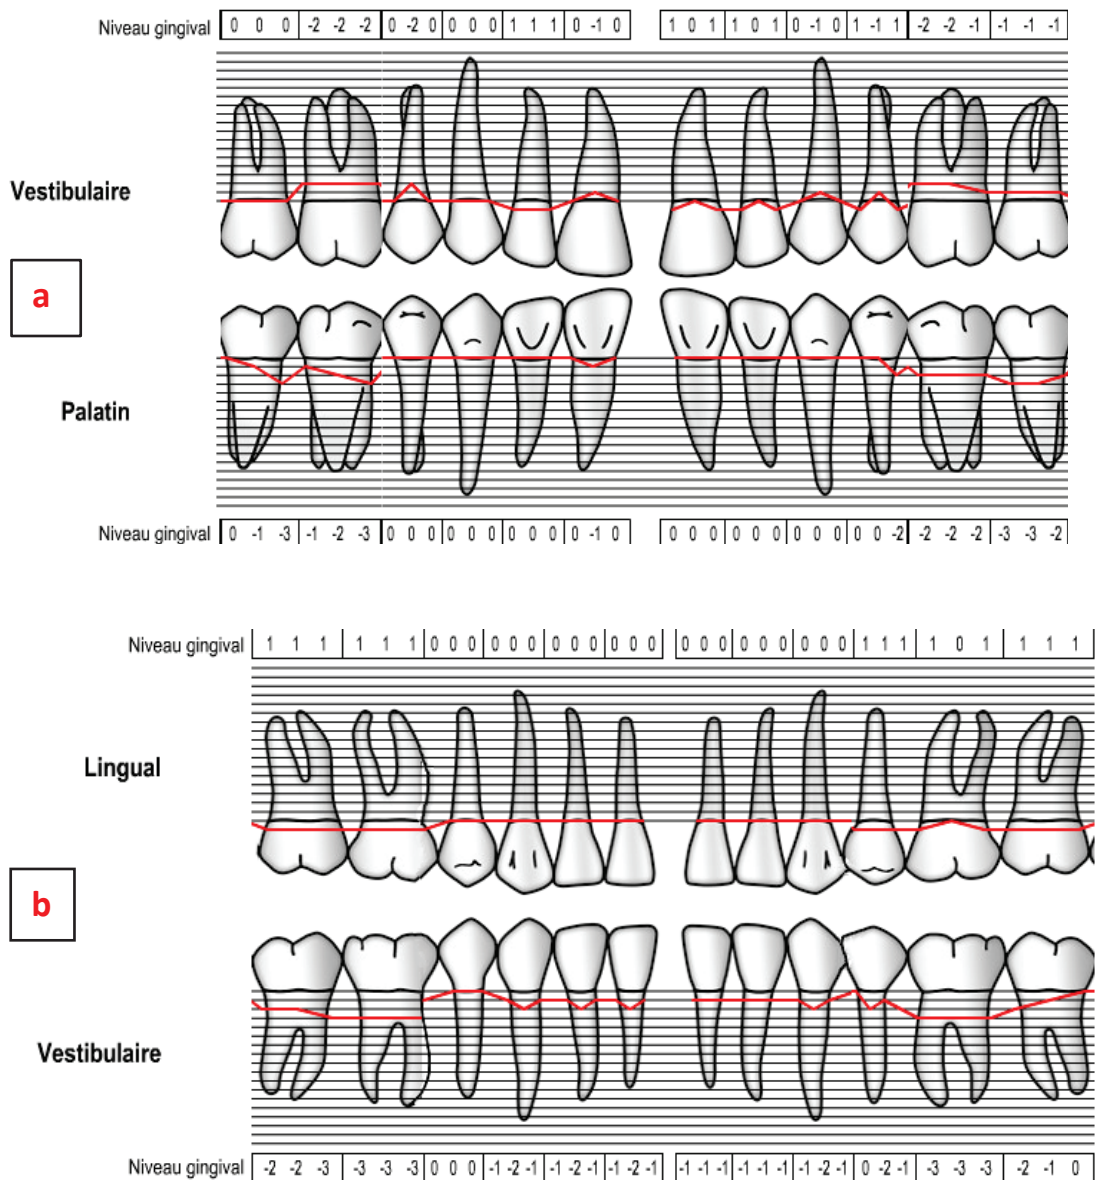 Niveau gingival 0 0 0 -2 -2 -2 0 -2 0 0 0 0 1 1 1 0 -1 0 1 0 1 1 0 1 0 -1 0 1 -1 1 -2 -2 -1 -1 -1 -1
Vestibulaire
a
Palatin
Niveau gingival 0 -1 -3 -1 -2 -3 0 0 0 0 0 0 0 0 0 0 -1 0 0 0 0 0 0 0 0 0 0 0 0 -2 -2 -2 -2 -3 -3 -2
Niveau gingival 1 1 1 1 1 1 0 0 0 0 0 0 0 0 0 0 0 0 0 0 0 0 0 0 0 0 0 1 1 1 1 0 1 1 1 1
Lingual
b
Vestibulaire
Niveau gingival -2 -2 -3 -3 -3 -3 0 0 0 -1 -2 -1 -1 -2 -1 -1 -2 -1 -1 -1 -1 -1 -1 -1 -1 -2 -1 0 -2 -1 -3 -3 -3 -2 -1 0